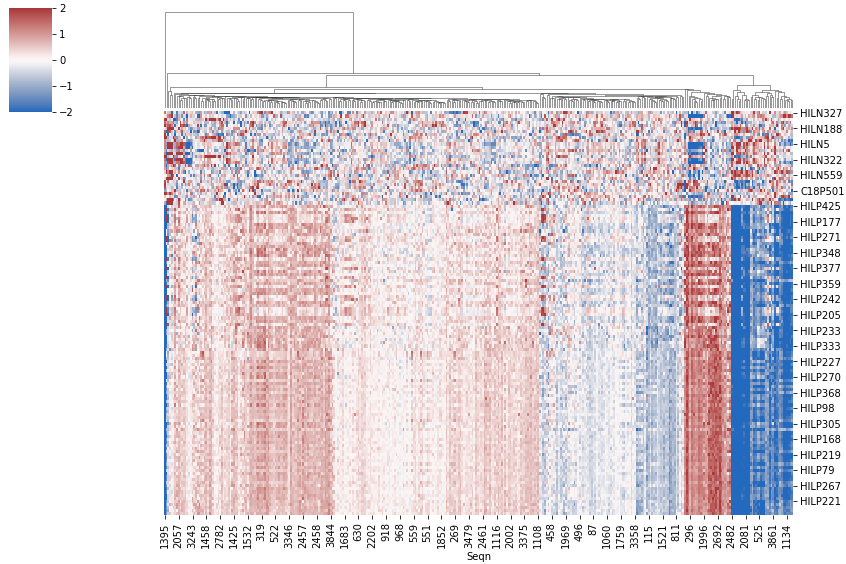 2
1
0
−1
−2
HILN327
HILN188
HILN5
HILN322
HILN559
C18P501
HILP425
HILP177
HILP271
HILP348
HILP377
HILP359
HILP242
HILP205
HILP233
HILP333
HILP227
HILP270
HILP368
HILP98
HILP305
HILP168
HILP219
HILP79
HILP267
HILP221
1395
2057
3243
1458
2782
1425
1532
319
522
3346
2457
2458
3844
1683
630
2202
918
968
559
551
1852
269
3479
2461
1116
2002
3375
1108
458
1969
496
87
1060
1759
3358
115
1521
811
296
1996
2692
2482
2081
525
3861
1134
Seqn